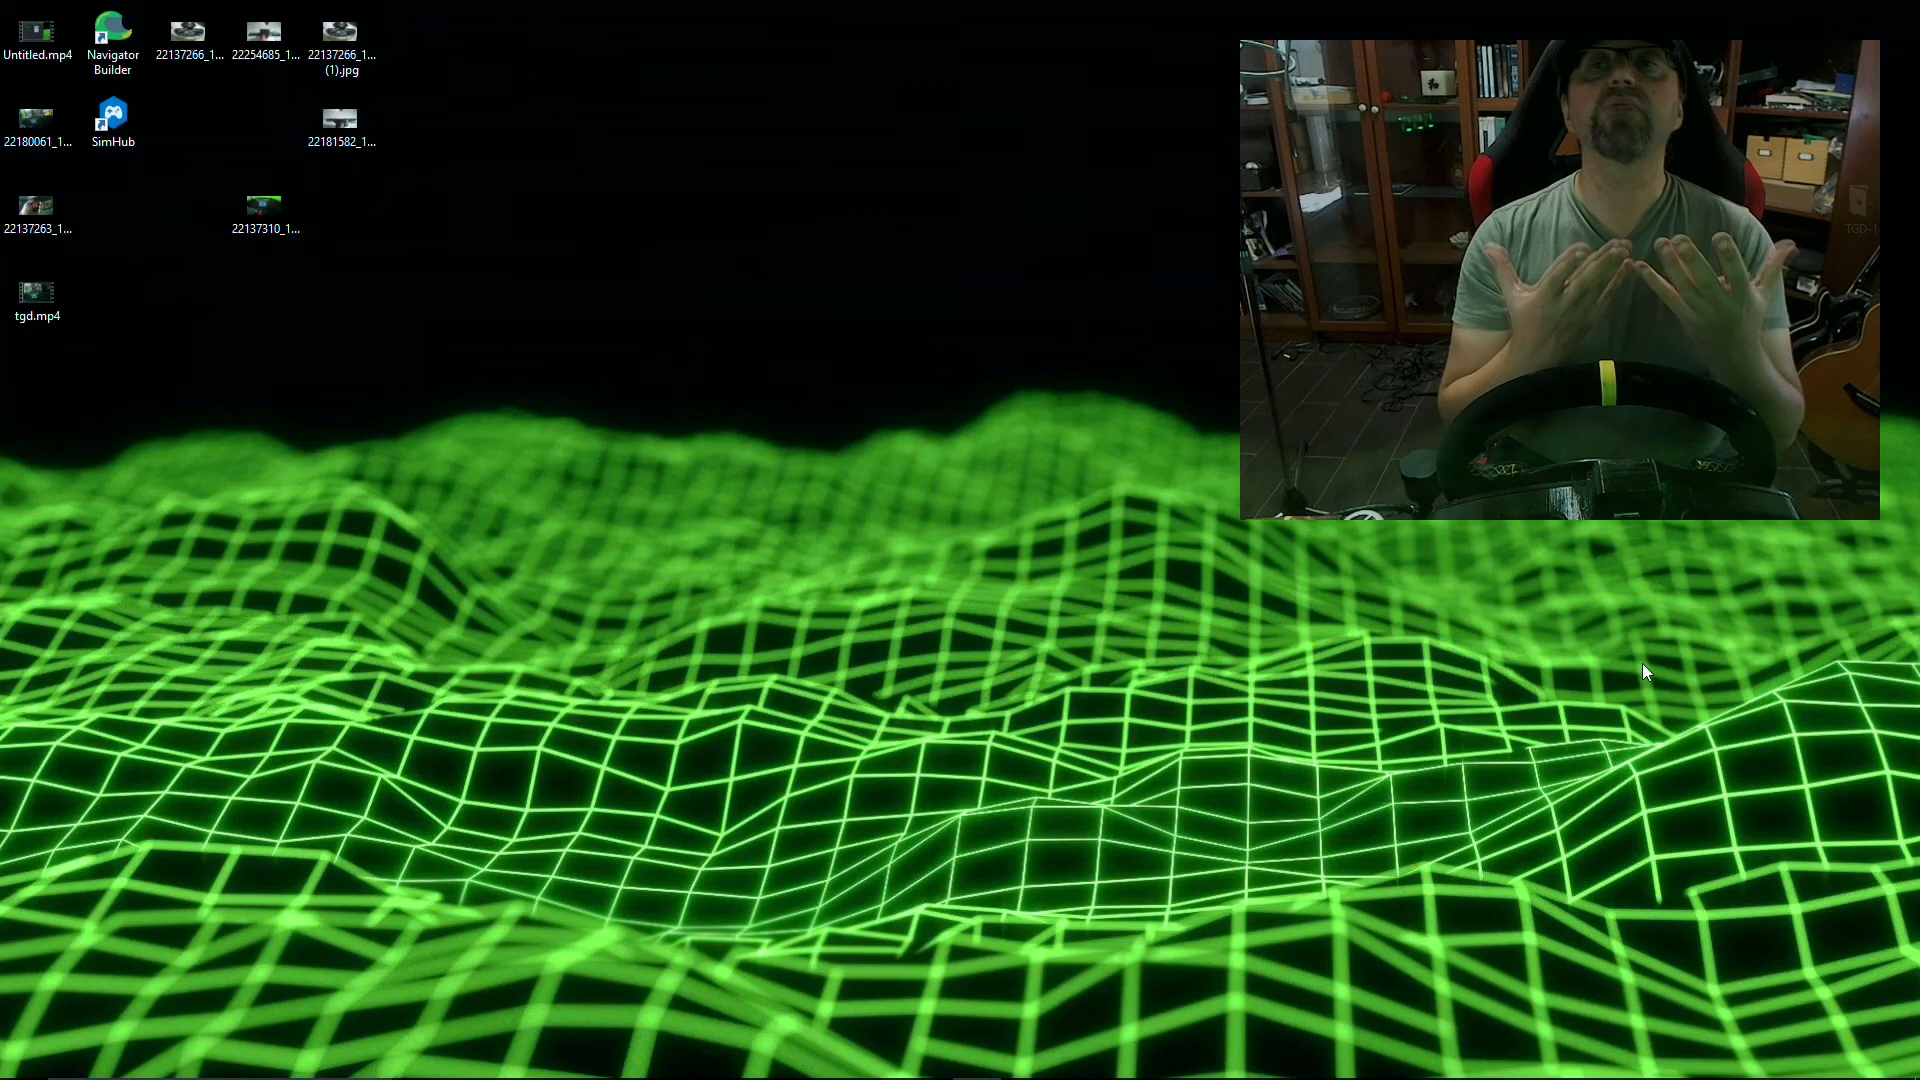 Untitled.mp4
Navigator
Builder
22137266_1...
22254685_1...
22137266_1...
(1).jpg
22180061_1...
SimHub
22181582_1...
22137263_1...
22137310_1...
tgd.mp4